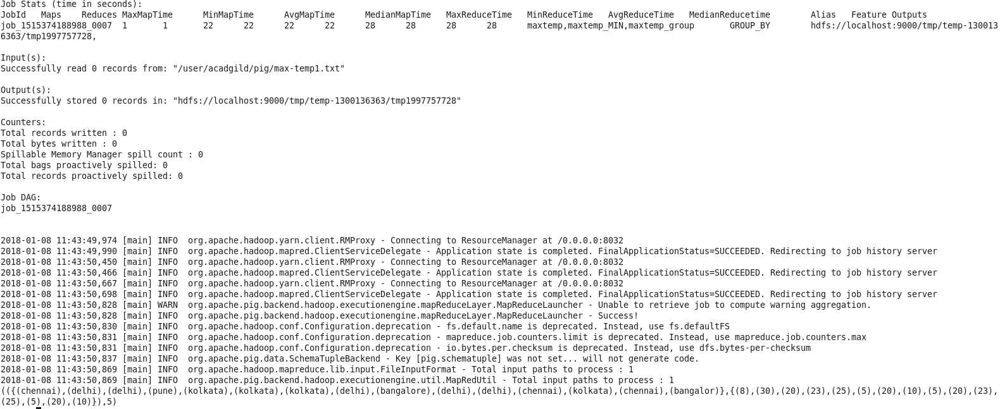 Job Stats (time in seconds):
JobId   Maps    Reduces MaxMapTime      MinMapTime      AvgMapTime      MedianMapTime   MaxReduceTime   MinReduceTime   AvgReduceTime   MedianReducetime        Alias   Feature Outputs
job_1515374188988_0007  1       1       22      22      22      22      28      28      28      28      maxtemp,maxtemp_MIN,maxtemp_group       GROUP_BY        hdfs://localhost:9000/tmp/temp-130013
6363/tmp1997757728,
Input(s):
Successfully read 0 records from: "/user/acadgild/pig/max-temp1.txt"
Output(s):
Successfully stored 0 records in: "hdfs://localhost:9000/tmp/temp-1300136363/tmp1997757728"
Counters:
Total records written : 0
Total bytes written : 0
Spillable Memory Manager spill count : 0
Total bags proactively spilled: 0
Total records proactively spilled: 0
Job DAG:
job_1515374188988_0007
2018-01-08 11:43:49,974 [main] INFO  org.apache.hadoop.yarn.client.RMProxy - Connecting to ResourceManager at /0.0.0.0:8032
2018-01-08 11:43:49,990 [main] INFO  org.apache.hadoop.mapred.ClientServiceDelegate - Application state is completed. FinalApplicationStatus=SUCCEEDED. Redirecting to job history server
2018-01-08 11:43:50,450 [main] INFO  org.apache.hadoop.yarn.client.RMProxy - Connecting to ResourceManager at /0.0.0.0:8032
2018-01-08 11:43:50,466 [main] INFO  org.apache.hadoop.mapred.ClientServiceDelegate - Application state is completed. FinalApplicationStatus=SUCCEEDED. Redirecting to job history server
2018-01-08 11:43:50,667 [main] INFO  org.apache.hadoop.yarn.client.RMProxy - Connecting to ResourceManager at /0.0.0.0:8032
2018-01-08 11:43:50,698 [main] INFO  org.apache.hadoop.mapred.ClientServiceDelegate - Application state is completed. FinalApplicationStatus=SUCCEEDED. Redirecting to job history server
2018-01-08 11:43:50,828 [main] WARN  org.apache.pig.backend.hadoop.executionengine.mapReduceLayer.MapReduceLauncher - Unable to retrieve job to compute warning aggregation.
2018-01-08 11:43:50,828 [main] INFO  org.apache.pig.backend.hadoop.executionengine.mapReduceLayer.MapReduceLauncher - Success!
2018-01-08 11:43:50,830 [main] INFO  org.apache.hadoop.conf.Configuration.deprecation - fs.default.name is deprecated. Instead, use fs.defaultFS
2018-01-08 11:43:50,831 [main] INFO  org.apache.hadoop.conf.Configuration.deprecation - mapreduce.job.counters.limit is deprecated. Instead, use mapreduce.job.counters.max
2018-01-08 11:43:50,831 [main] INFO  org.apache.hadoop.conf.Configuration.deprecation - io.bytes.per.checksum is deprecated. Instead, use dfs.bytes-per-checksum
2018-01-08 11:43:50,837 [main] INFO  org.apache.pig.data.SchemaTupleBackend - Key [pig.schematuple] was not set... will not generate code.
2018-01-08 11:43:50,869 [main] INFO  org.apache.hadoop.mapreduce.lib.input.FileInputFormat - Total input paths to process : 1
2018-01-08 11:43:50,869 [main] INFO  org.apache.pig.backend.hadoop.executionengine.util.MapRedUtil - Total input paths to process : 1
(({(chennai),(delhi),(delhi),(pune),(kolkata),(kolkata),(kolkata),(delhi),(bangalore),(delhi),(delhi),(chennai),(kolkata),(chennai),(bangalor)},{(8),(30),(20),(23),(25),(5),(20),(10),(5),(20),(23),
(25),(5),(20),(10)}),5)